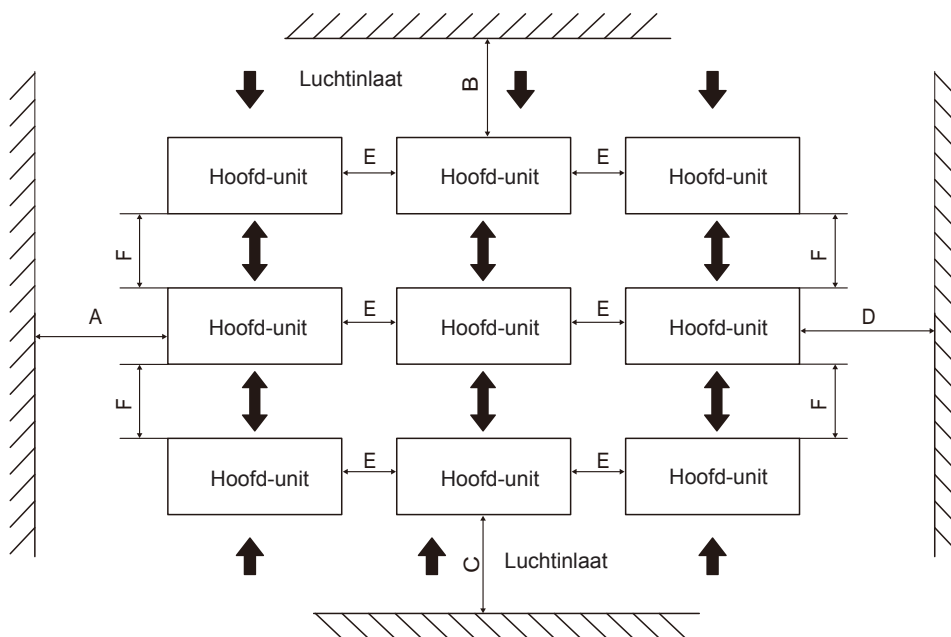 Luchtinlaat
B
Hoofd-unit E Hoofd-unit E Hoofd-unit
F F
A Hoofd-unit E Hoofd-unit E Hoofd-unit D
F F
Hoofd-unit E Hoofd-unit E Hoofd-unit
C Luchtinlaat